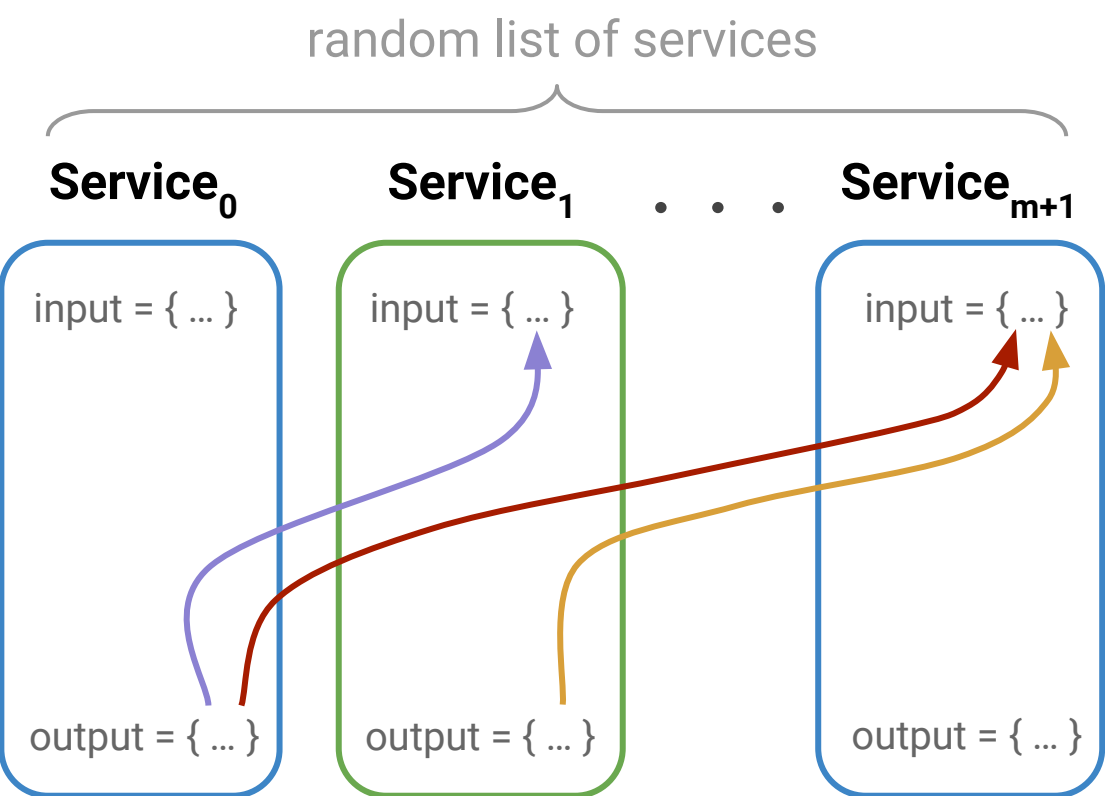 random list of services
Service0 Service1 . . . Servicem+1
input = { ... } input = { ... } input = { ... }
output = { ... } output = { ... } output = { ... }